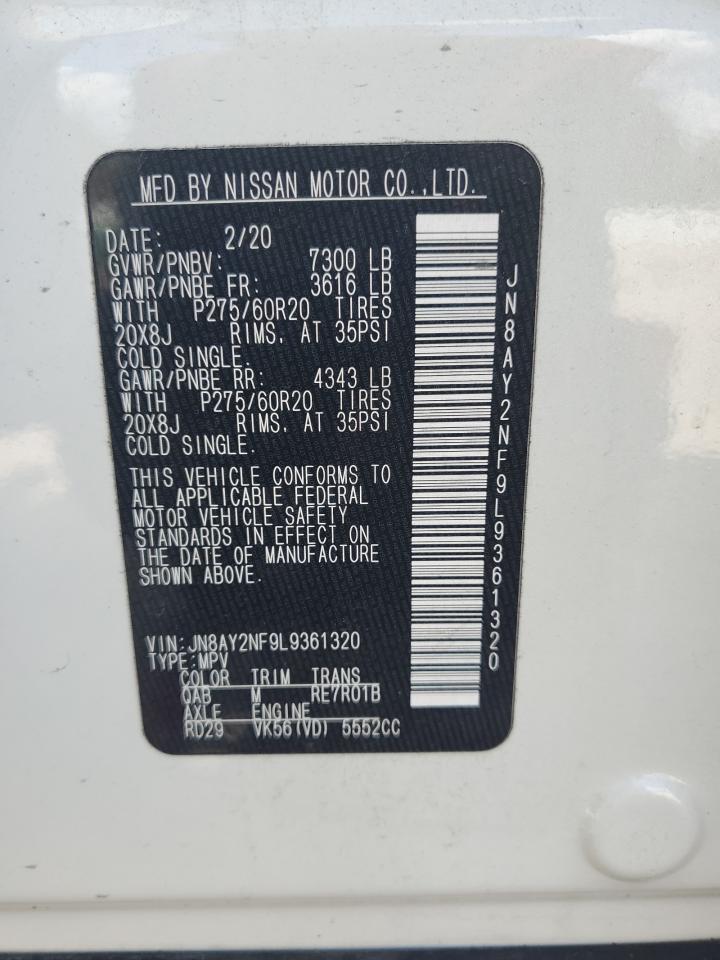 MFD BY NISSAN MOTOR CO.,LTD.
DATE: 2/20
GVWR/PNBV: 7300 LB
GAWR/PNBE FR: 3616 LB
WITH P275/60R20 TIRES
20X8J RIMS, AT 35PSI
COLD SINGLE.
GAWR/PNBE RR: 4343 LB
WITH P275/60R20 TIRES
20X8J RIMS, AT 35PSI
COLD SINGLE.
THIS VEHICLE CONFORMS TO
ALL APPLICABLE FEDERAL
MOTOR VEHICLE SAFETY
STANDARDS IN EFFECT ON
THE DATE OF MANUFACTURE
SHOWN ABOVE.
VIN:JN8AY2NF9L9361320
TYPE:MPV
COLOR TRIM TRANS
QAB M RE7R01B
AXLE ENGINE
RD29 VK56(VD) 5552CC
JN8AY2NF9L9361320